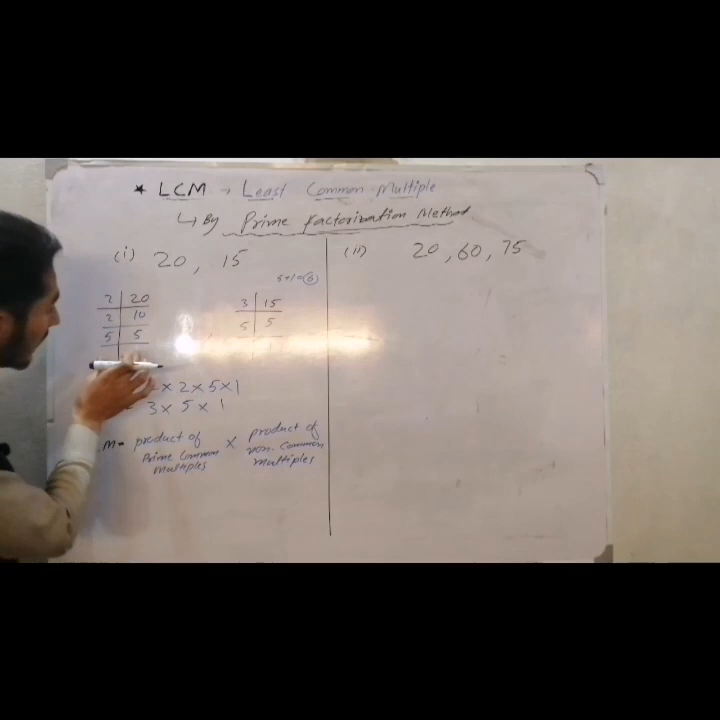 ★ LCM → Least Common Multiple
↳ By Prime Factorization Method
(i) 20, 15
5+1=6
2 | 20
2 | 10
5 | 5
3 | 15
5 | 5
1
× 2 × 5 × 1
3 × 5 × 1
M = product of Prime Common Multiples × product of non-Common multiples
(ii) 20, 60, 75